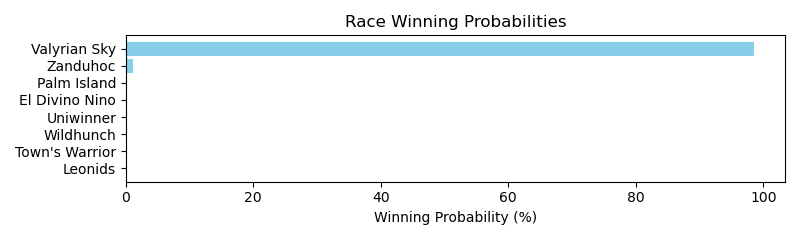 Race Winning Probabilities
Valyrian Sky
Zanduhoc
Palm Island
El Divino Nino
Uniwinner
Wildhunch
Town's Warrior
Leonids
0 20 40 60 80 100
Winning Probability (%)